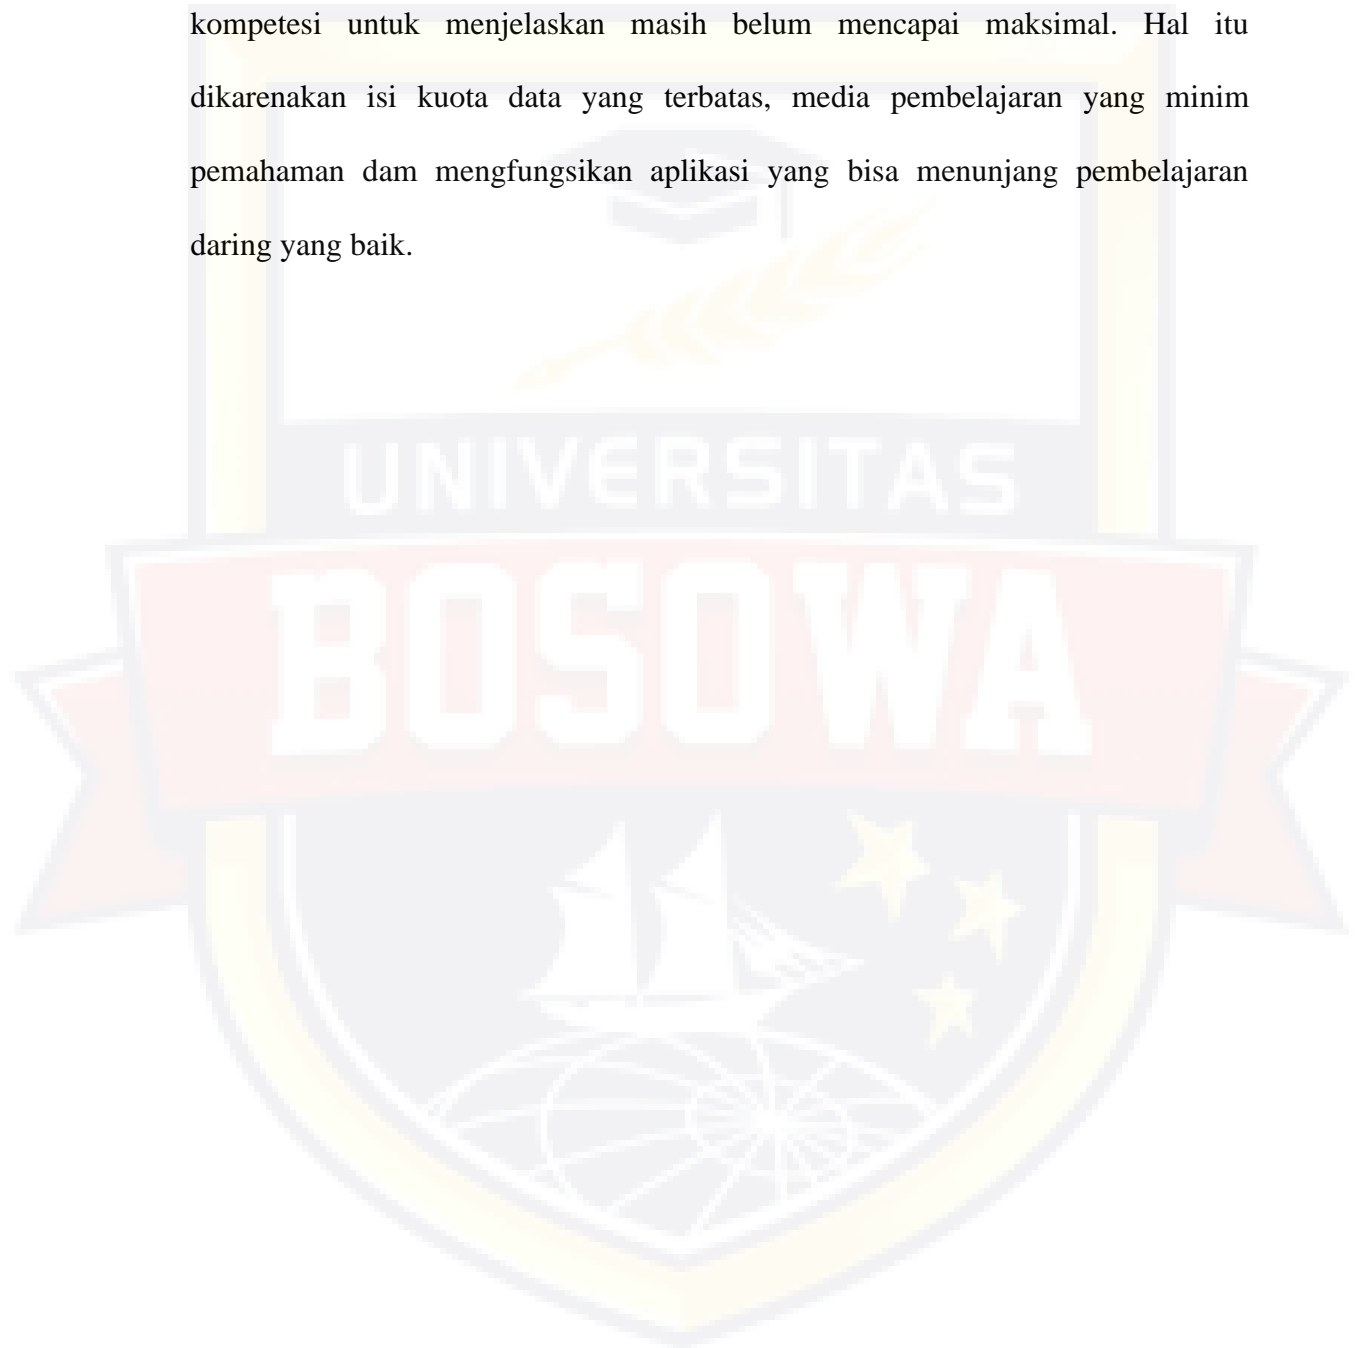 kompetesi untuk menjelaskan masih belum mencapai maksimal. Hal itu
dikarenakan isi kuota data yang terbatas, media pembelajaran yang minim
pemahaman dam mengfungsikan aplikasi yang bisa menunjang pembelajaran
daring yang baik.
UNIVERSITAS
BOSOWA